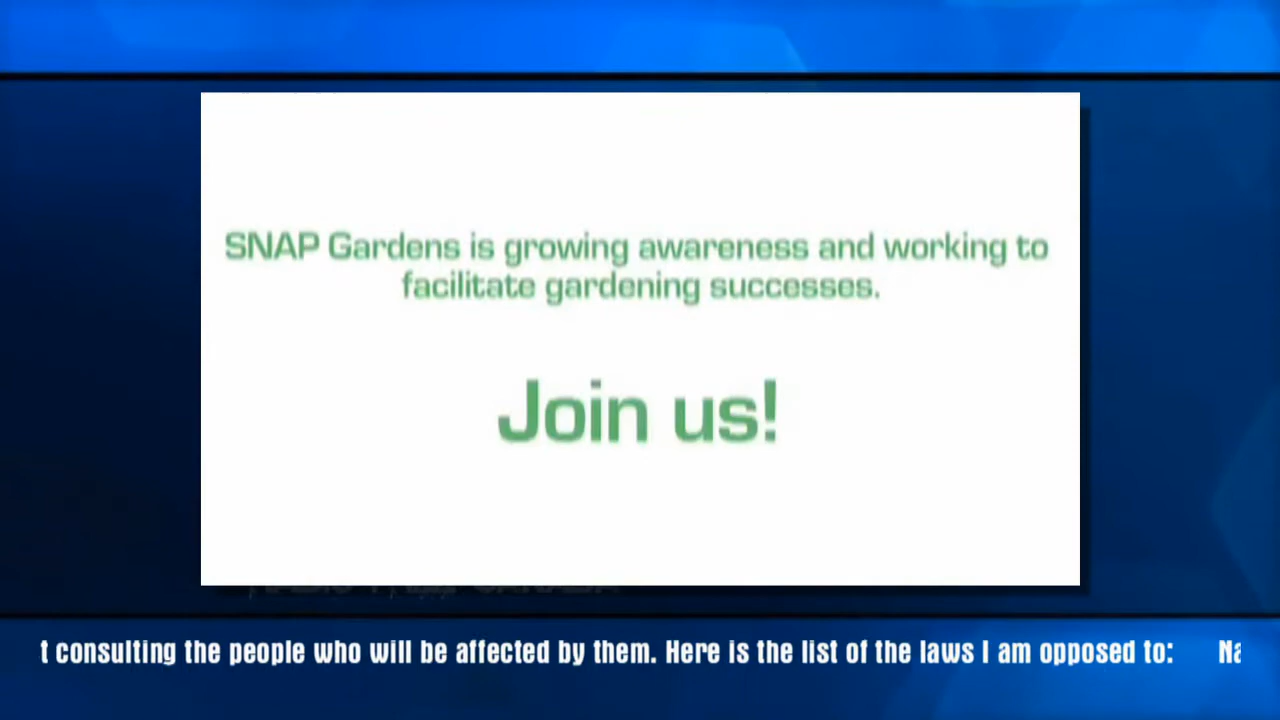 SNAP Gardens is growing awareness and working to
facilitate gardening successes.
Join us!
t consulting the people who will be affected by them. Here is the list of the laws I am opposed to: Na